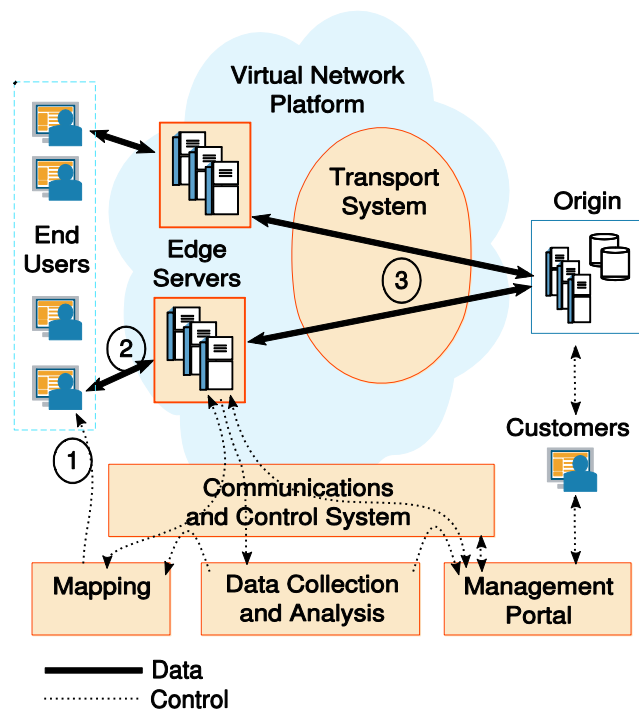 Virtual Network
Platform
Transport
System
Origin
End
Users
Edge
Servers
3
2
1
Customers
Communications
and Control System
Mapping
Data Collection
and Analysis
Management
Portal
Data
Control